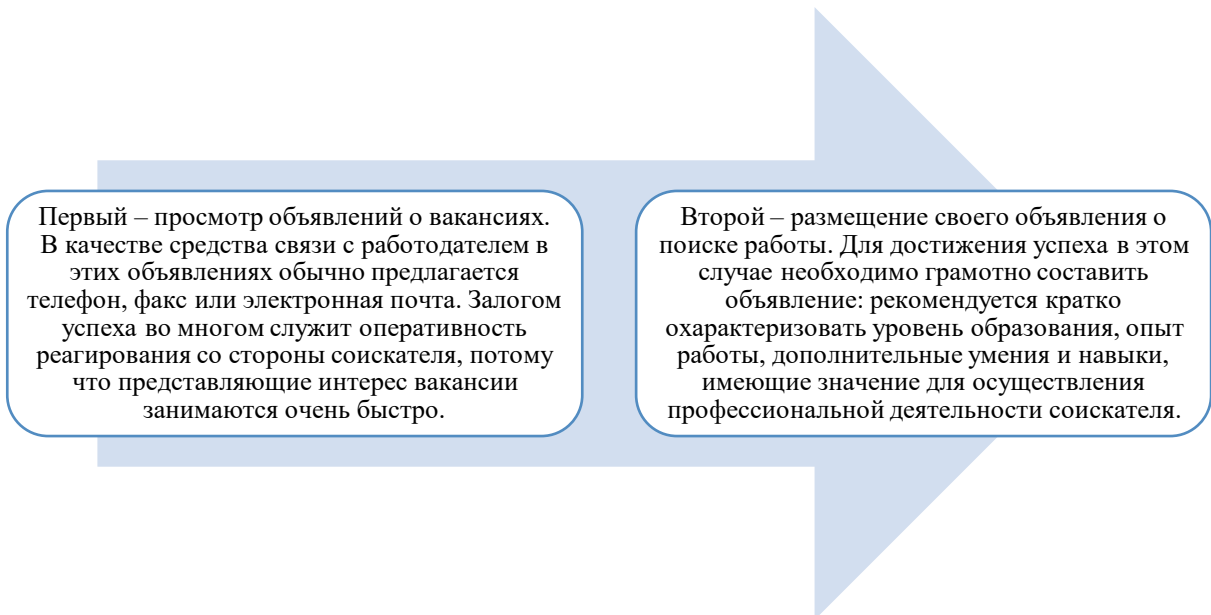 Первый – просмотр объявлений о вакансиях.
В качестве средства связи с работодателем в
этих объявлениях обычно предлагается
телефон, факс или электронная почта. Залогом
успеха во многом служит оперативность
реагирования со стороны соискателя, потому
что представляющие интерес вакансии
занимаются очень быстро.
Второй – размещение своего объявления о
поиске работы. Для достижения успеха в этом
случае необходимо грамотно составить
объявление: рекомендуется кратко
охарактеризовать уровень образования, опыт
работы, дополнительные умения и навыки,
имеющие значение для осуществления
профессиональной деятельности соискателя.